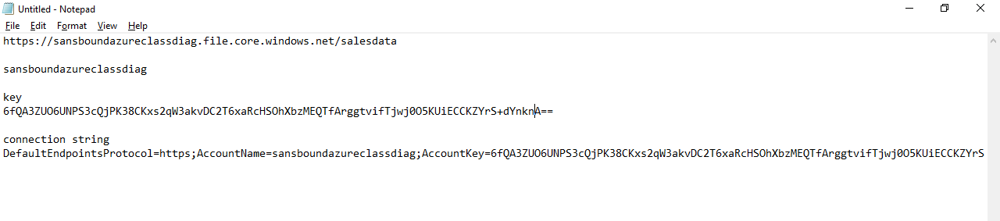 Untitled - Notepad
File Edit Format View Help
https://sansboundazureclassdiag.file.core.windows.net/salesdata
sansboundazureclassdiag
key
6fQA3ZUO6UNPS3cQjPK38CKxs2qW3akvDC2T6xaRcHSOhXbzMEQTfArggtvifTjwj0O5KUiECCKZYrS+dYnknA==
connection string
DefaultEndpointsProtocol=https;AccountName=sansboundazureclassdiag;AccountKey=6fQA3ZUO6UNPS3cQjPK38CKxs2qW3akvDC2T6xaRcHSOhXbzMEQTfArggtvifTjwj0O5KUiECCKZYrS